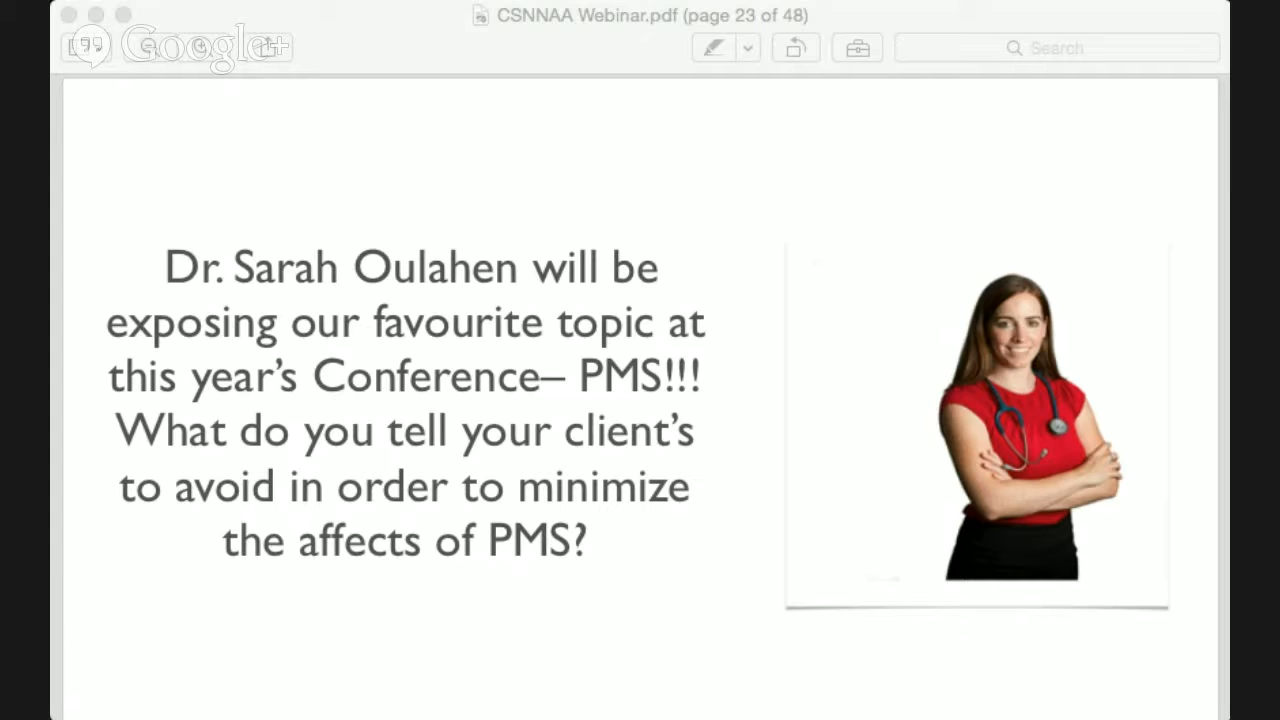 CSNNAA Webinar.pdf (page 23 of 48)
Google+
Search
Dr. Sarah Oulahen will be
exposing our favourite topic at
this year's Conference– PMS!!!
What do you tell your client's
to avoid in order to minimize
the affects of PMS?